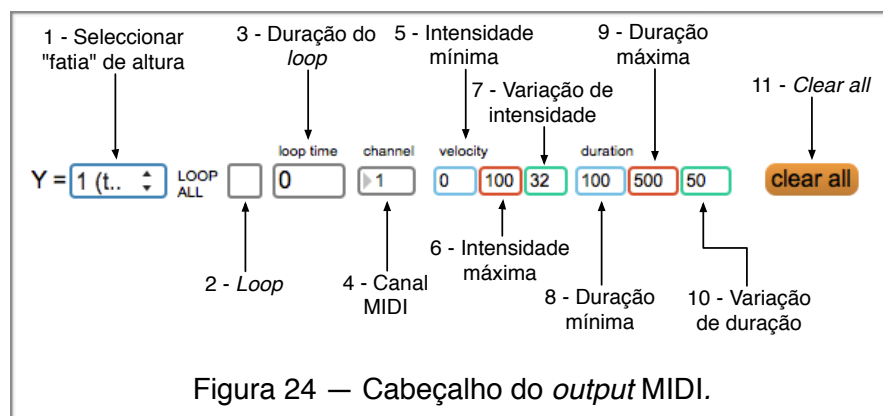 1 - Seleccionar
"fatia" de altura
3 - Duração do
loop
5 - Intensidade
mínima
7 - Variação de
intensidade
9 - Duração
máxima
11 - Clear all
loop time
channel
velocity
duration
Y =
1 (t..
LOOP
ALL
0
1
0
100
32
100
500
50
clear all
2 - Loop
4 - Canal
MIDI
6 - Intensidade
máxima
8 - Duração
mínima
10 - Variação
de duração
Figura 24 — Cabeçalho do output MIDI.